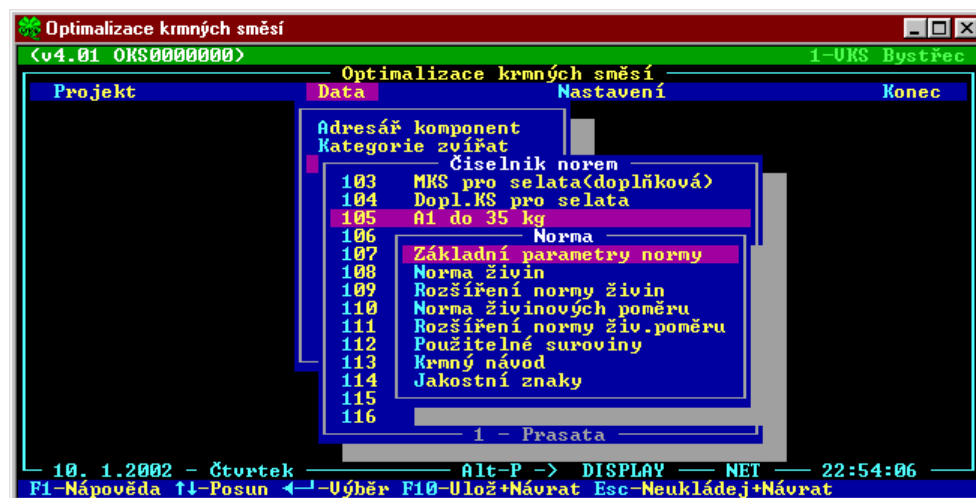 Optimalizace krmných směsí
(v4.01 OKS0000000) 1-VKS Bystřec
Optimalizace krmných směsí
Projekt Data Nastavení Konec
Adresář komponent
Kategorie zvířat
Čiselník norem
103 MKS pro selata(doplňková)
104 Dopl.KS pro selata
105 A1 do 35 kg
106 Norma
107 Základní parametry normy
108 Norma živin
109 Rozšíření normy živin
110 Norma živinových poměru
111 Rozšíření normy živ.poměru
112 Použitelné suroviny
113 Krmný návod
114 Jakostní znaky
115
116
1 - Prasata
10. 1.2002 - Čtvrtek Alt-P -> DISPLAY NET 22:54:06
F1-Nápověda ↑↓-Posun ◄┘-Výběr F10-Ulož+Návrat Esc-Neukládej+Návrat